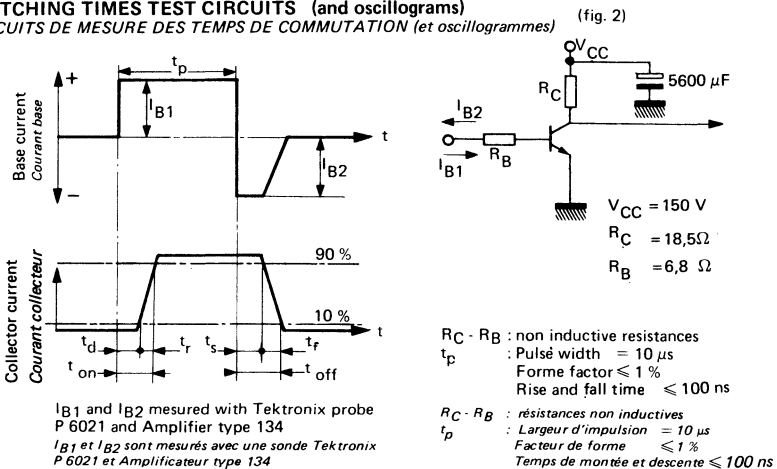 TCHING TIMES TEST CIRCUITS (and oscillograms)
CUITS DE MESURE DES TEMPS DE COMMUTATION (et oscillogrammes)
(fig. 2)
Base current
Courant base
+
−
tp
IB1
IB2
t
Collector current
Courant collecteur
90 %
10 %
t
td
tr
ts
tf
ton
toff
IB1 and IB2 mesured with Tektronix probe
P 6021 and Amplifier type 134
IB1 et IB2 sont mesurés avec une sonde Tektronix
P 6021 et Amplificateur type 134
VCC
RC
5600 µF
IB2
IB1
RB
VCC = 150 V
RC = 18,5Ω
RB = 6,8 Ω
RC - RB : non inductive resistances
tp : Pulse width = 10 µs
Forme factor ≤ 1 %
Rise and fall time ≤ 100 ns
RC - RB : résistances non inductives
tp : Largeur d'impulsion = 10 µs
Facteur de forme ≤ 1 %
Temps de montée et descente ≤ 100 ns